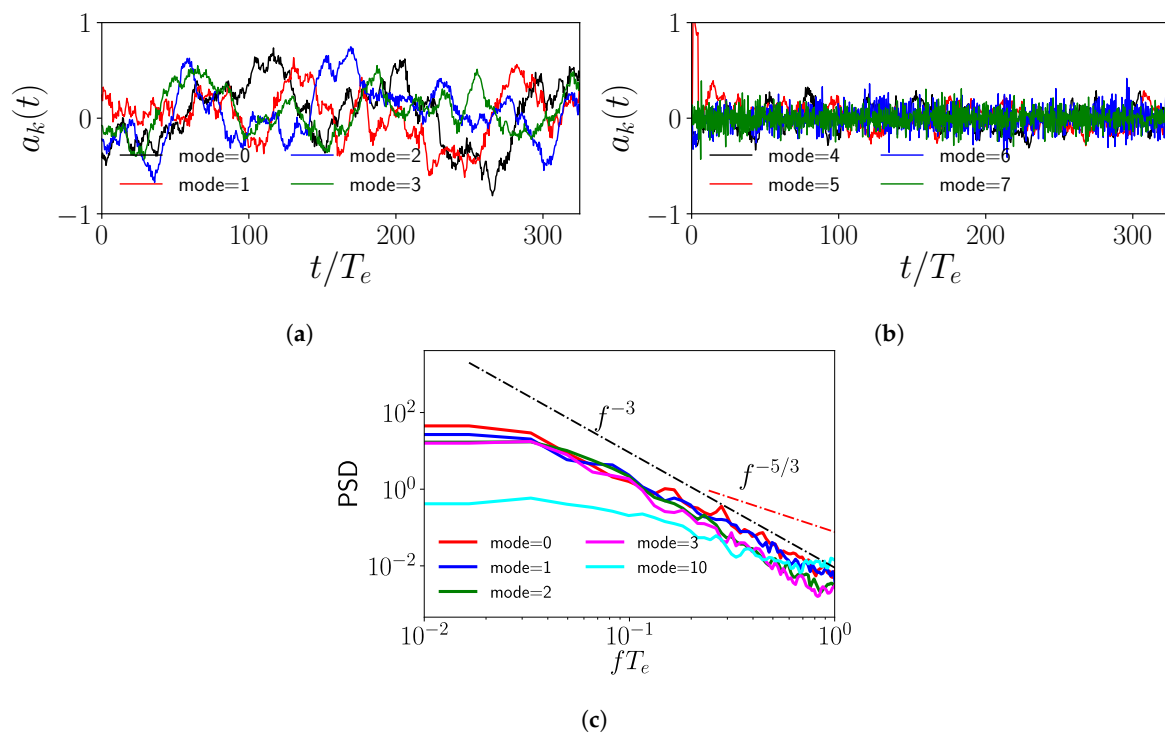 1
0
−1
a_k(t)
mode=0 mode=2
mode=1 mode=3
0 100 200 300
t/T_e
(a)
1
0
−1
a_k(t)
mode=4 mode=6
mode=5 mode=7
0 100 200 300
t/T_e
(b)
10^2
10^0
10^{-2}
PSD
f^{-3}
f^{-5/3}
mode=0 mode=3
mode=1 mode=10
mode=2
10^{-2} 10^{-1} 10^0
fT_e
(c)